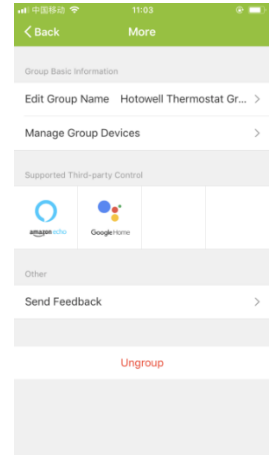 中国移动 11:03
Back More
Group Basic Information
Edit Group Name Hotowell Thermostat Gr...
Manage Group Devices
Supported Third-party Control
amazon echo Google Home
Other
Send Feedback
Ungroup